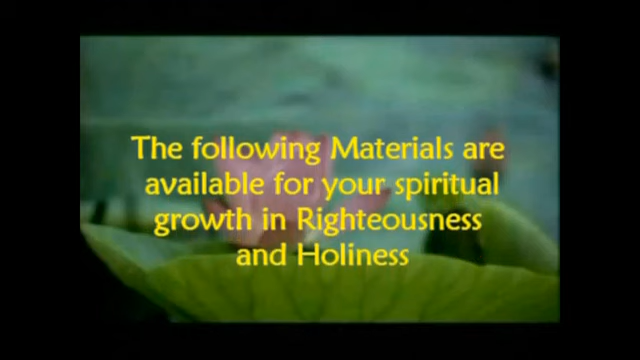 The following Materials are
available for your spiritual
growth in Righteousness
and Holiness